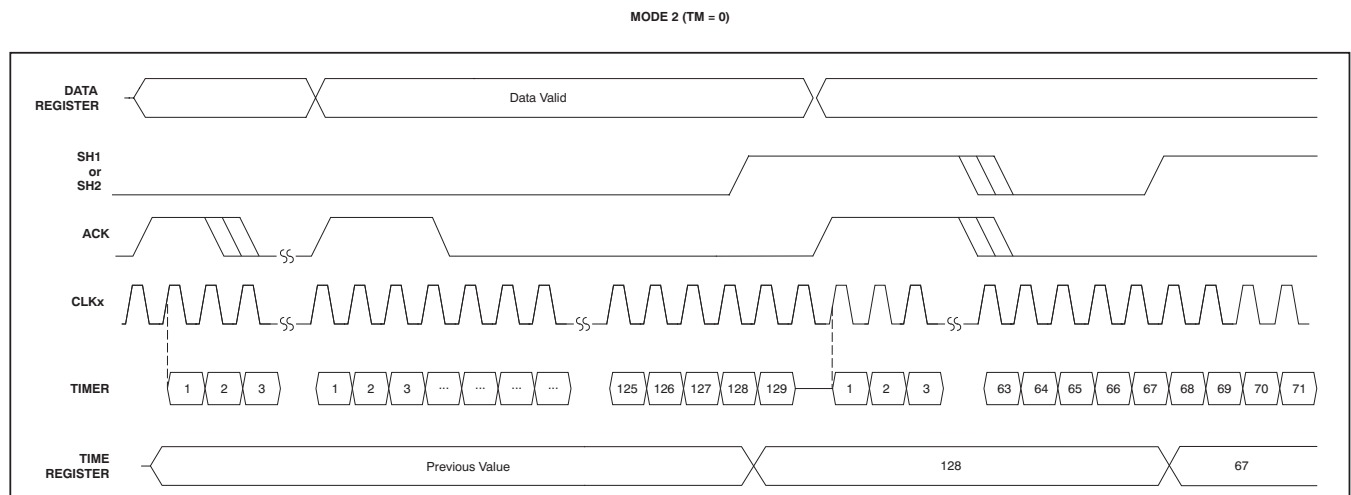 MODE 2 (TM = 0)
DATA
REGISTER
Data Valid
SH1
or
SH2
ACK
CLKx
TIMER
1 2 3 1 2 3 ... ... ... ... 125 126 127 128 129 1 2 3 63 64 65 66 67 68 69 70 71
TIME
REGISTER
Previous Value 128 67